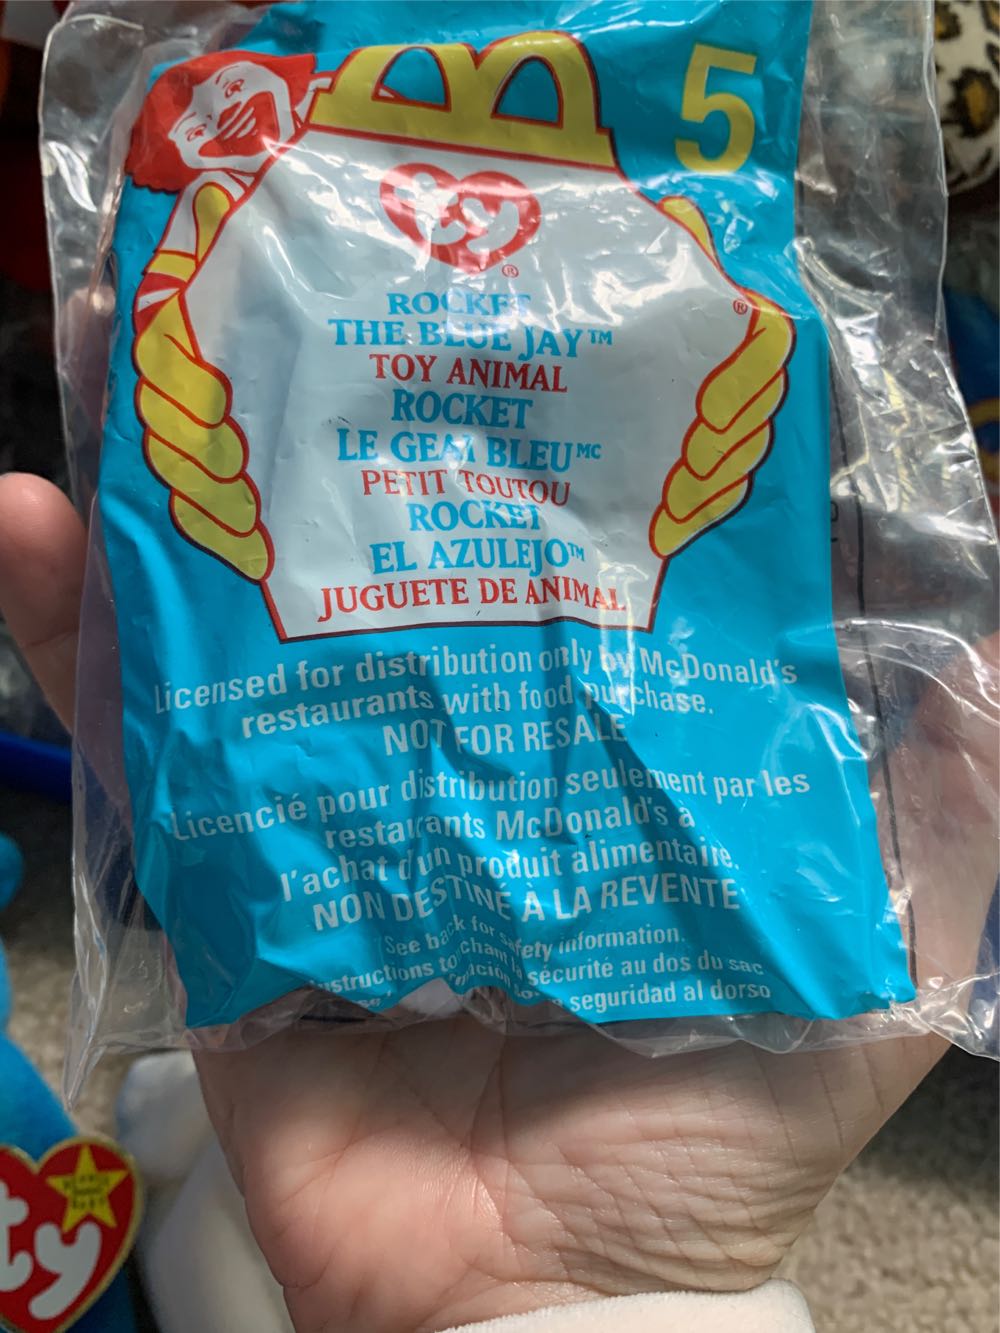 5
ty®
ROCKET
THE BLUE JAY™
TOY ANIMAL
ROCKET
LE GEAI BLEU MC
PETIT TOUTOU
ROCKET
EL AZULEJO™
JUGUETE DE ANIMAL
®
Licensed for distribution only by McDonald's
restaurants with food purchase.
NOT FOR RESALE
Licencié pour distribution seulement par les
restaurants McDonald's à
l'achat d'un produit alimentaire.
NON DESTINÉ À LA REVENTE
See back for safety information.
sécurité au dos du sac
seguridad al dorso
ty